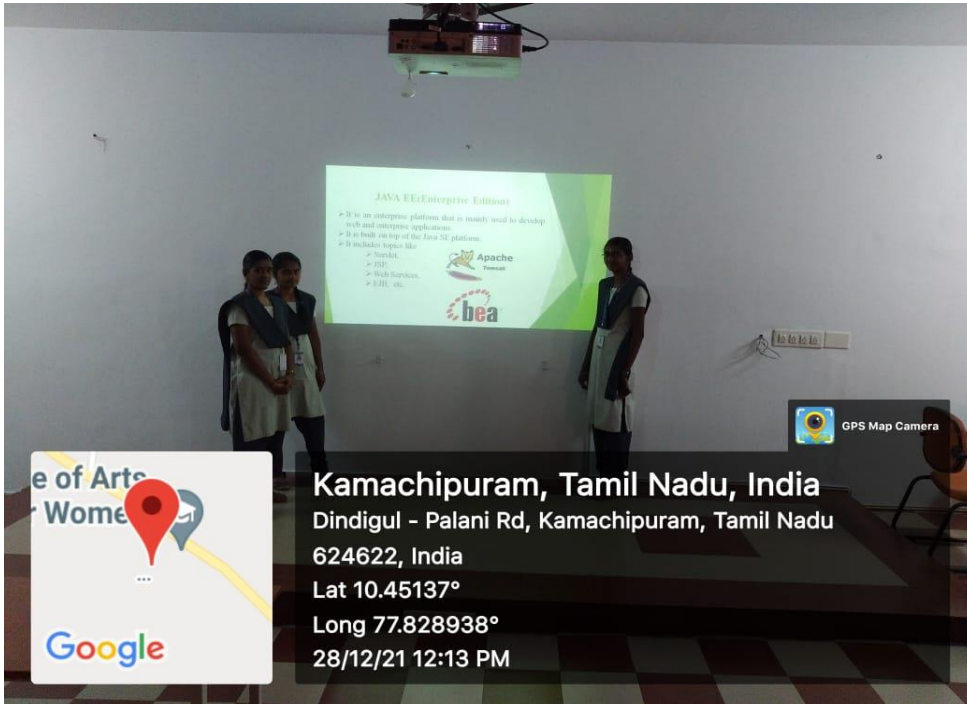 JAVA EE(Enterprise Edition)
➢ It is an enterprise platform that is mainly used to develop
web and enterprise applications.
➢ It is built on top of the Java SE platform.
➢ It includes topics like
➢ Servlet,
➢ JSP,
➢ Web Services,
➢ EJB, etc.
Apache
Tomcat
bea
GPS Map Camera
e of Arts
r Wome
...
Google
Kamachipuram, Tamil Nadu, India
Dindigul - Palani Rd, Kamachipuram, Tamil Nadu
624622, India
Lat 10.45137°
Long 77.828938°
28/12/21 12:13 PM